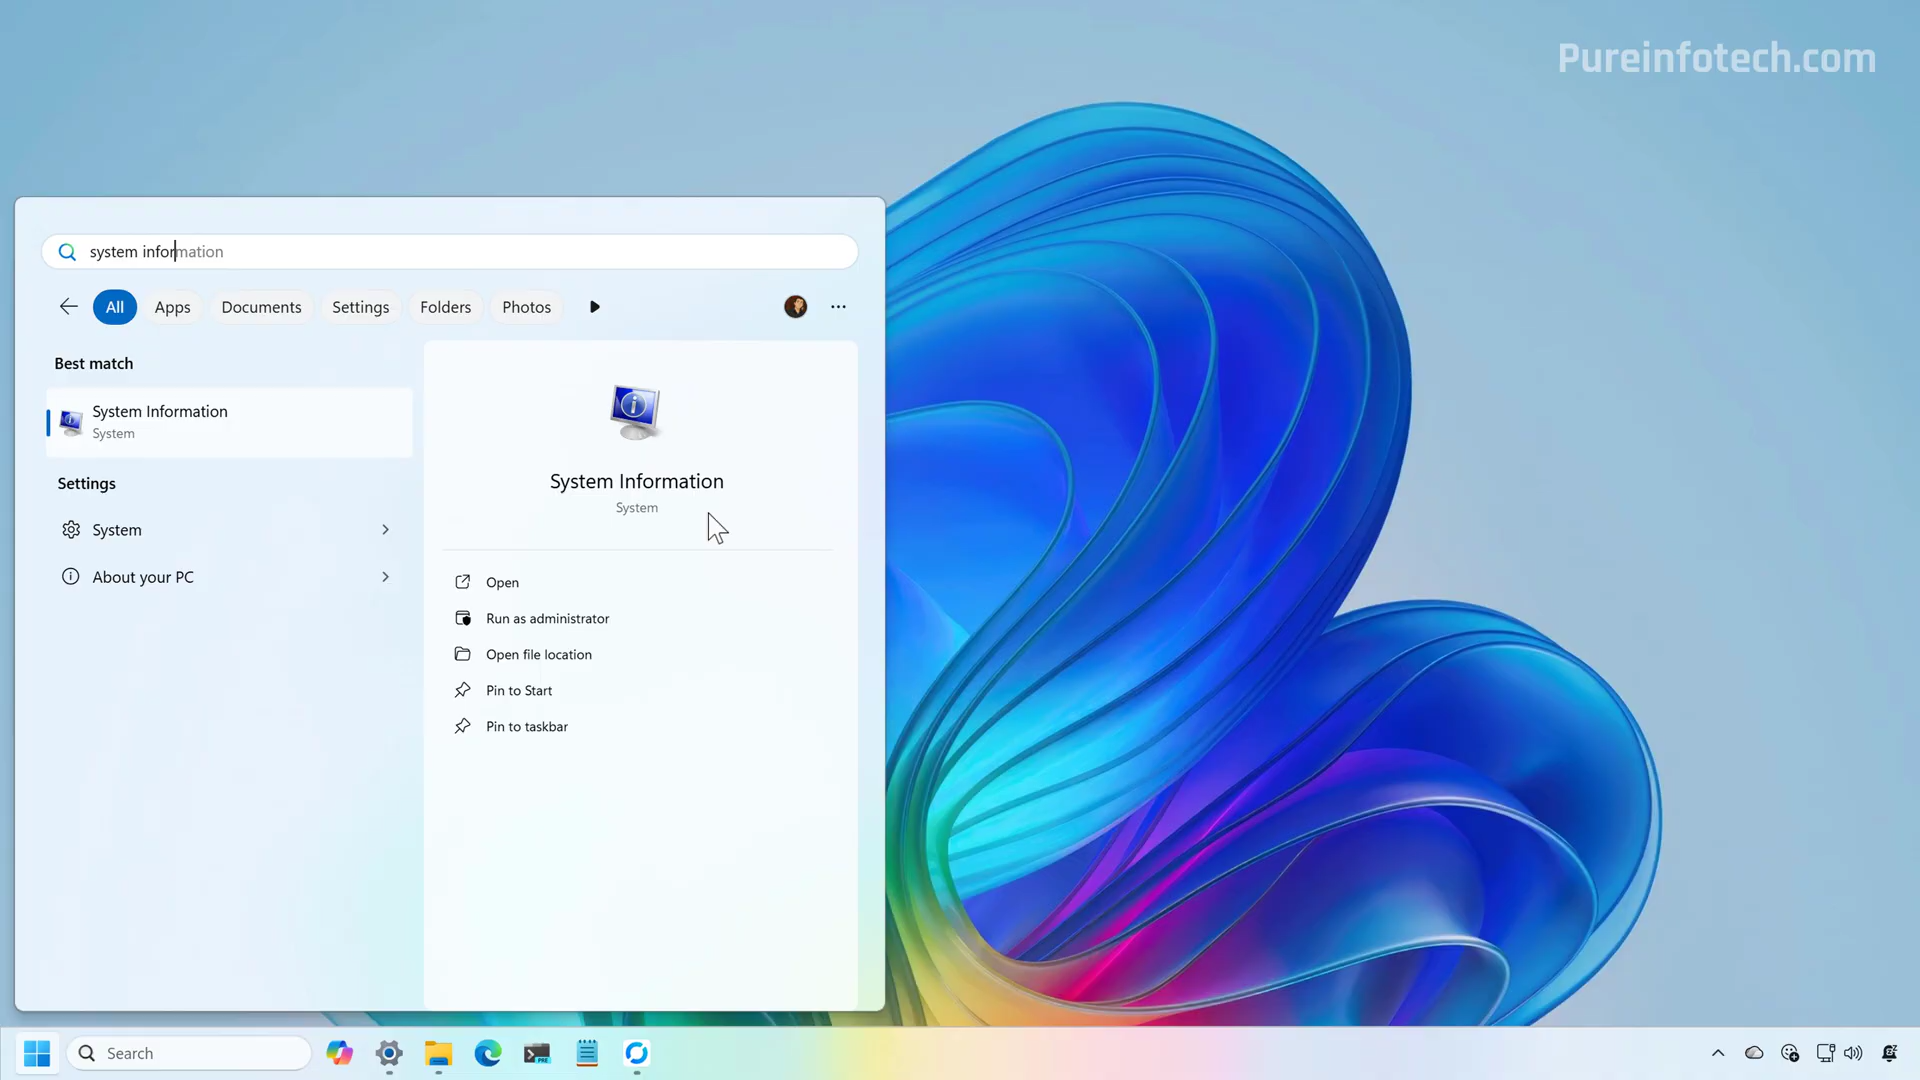 Pureinfotech.com
system information
All
Apps
Documents
Settings
Folders
Photos
Best match
System Information
System
Settings
System
About your PC
System Information
System
Open
Run as administrator
Open file location
Pin to Start
Pin to taskbar
Search
PRE